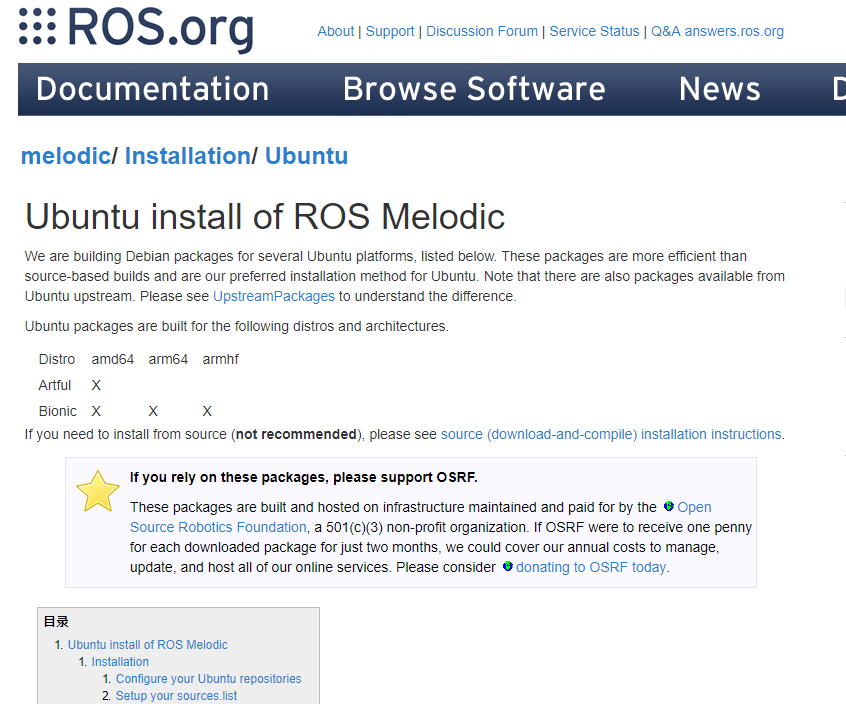 ROS.org
About | Support | Discussion Forum | Service Status | Q&A answers.ros.org
Documentation Browse Software News D
melodic/ Installation/ Ubuntu
Ubuntu install of ROS Melodic
We are building Debian packages for several Ubuntu platforms, listed below. These packages are more efficient than
source-based builds and are our preferred installation method for Ubuntu. Note that there are also packages available from
Ubuntu upstream. Please see UpstreamPackages to understand the difference.
Ubuntu packages are built for the following distros and architectures.
Distro amd64 arm64 armhf
Artful X
Bionic X X X
If you need to install from source (not recommended), please see source (download-and-compile) installation instructions.
If you rely on these packages, please support OSRF.
These packages are built and hosted on infrastructure maintained and paid for by the Open
Source Robotics Foundation, a 501(c)(3) non-profit organization. If OSRF were to receive one penny
for each downloaded package for just two months, we could cover our annual costs to manage,
update, and host all of our online services. Please consider donating to OSRF today.
目录
1. Ubuntu install of ROS Melodic
1. Installation
1. Configure your Ubuntu repositories
2. Setup your sources.list